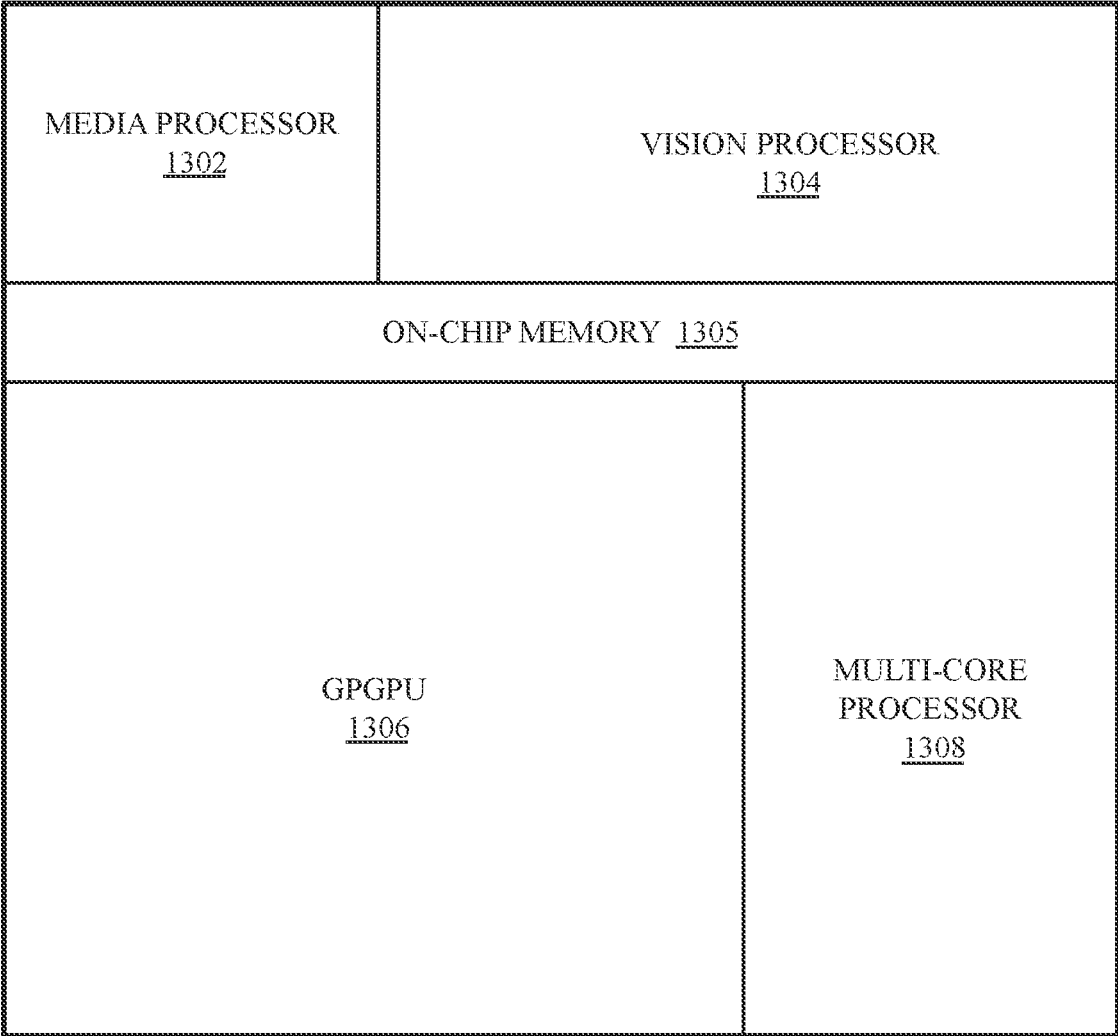 MEDIA PROCESSOR
1302
VISION PROCESSOR
1304
ON-CHIP MEMORY 1305
GPGPU
1306
MULTI-CORE
PROCESSOR
1308